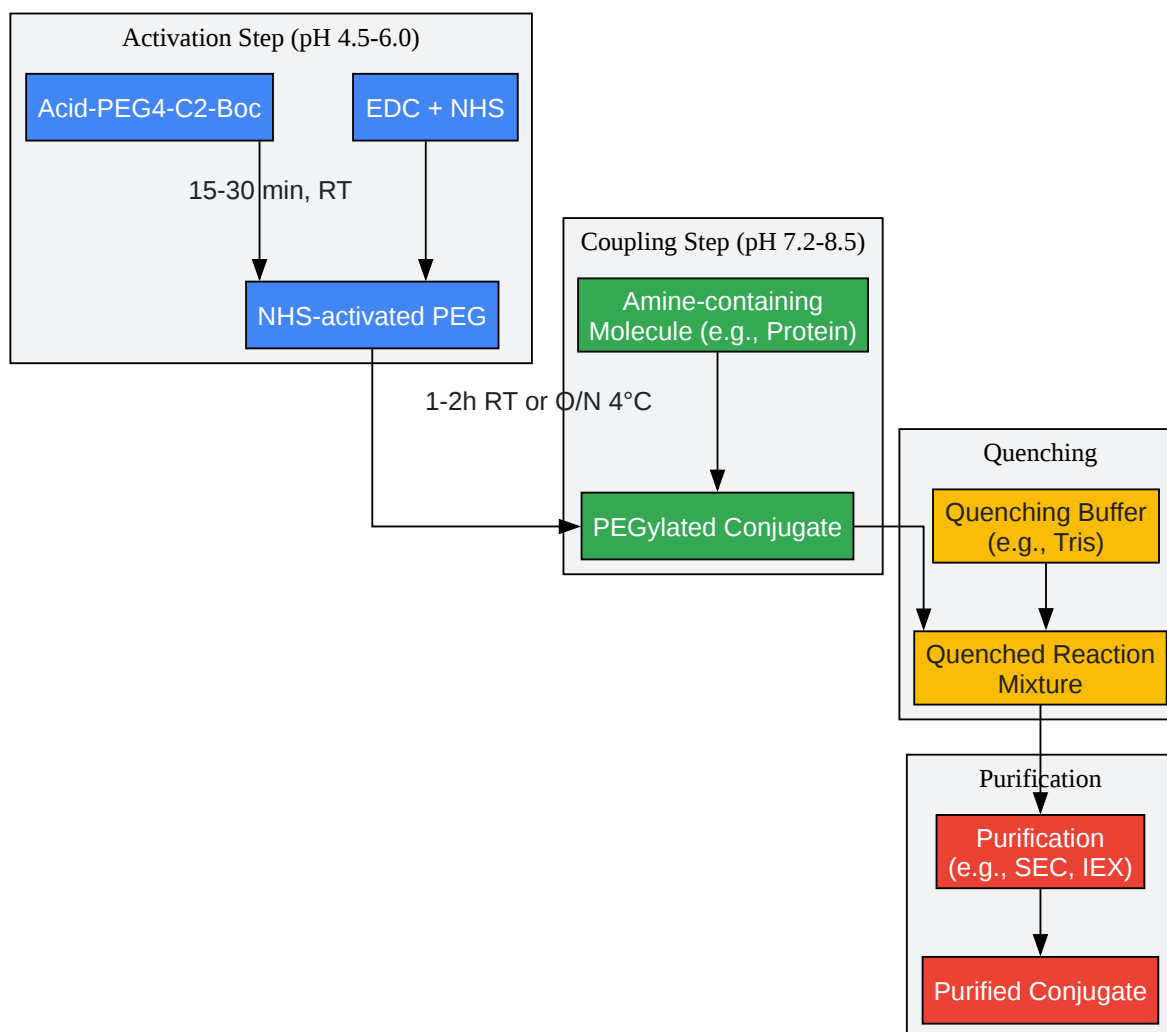 Activation Step (pH 4.5-6.0)
Acid-PEG4-C2-Boc
EDC + NHS
15-30 min, RT
NHS-activated PEG
Coupling Step (pH 7.2-8.5)
Amine-containing
Molecule (e.g., Protein)
1-2h RT or O/N 4°C
PEGylated Conjugate
Quenching
Quenching Buffer
(e.g., Tris)
Quenched Reaction
Mixture
Purification
Purification
(e.g., SEC, IEX)
Purified Conjugate